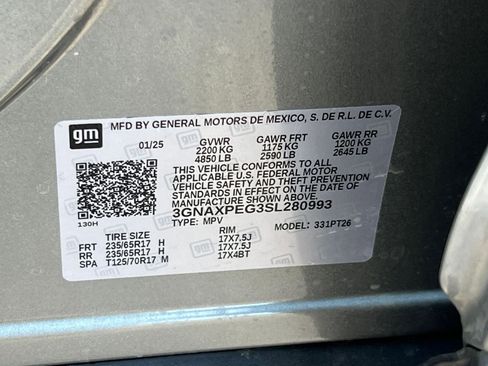 gm
MFD BY GENERAL MOTORS DE MEXICO, S. DE R.L. DE C.V.
01/25 GVWR GAWR FRT GAWR RR
2200 KG 1175 KG 1200 KG
4850 LB 2590 LB 2645 LB
THIS VEHICLE CONFORMS TO ALL
APPLICABLE U.S. FEDERAL MOTOR
VEHICLE SAFETY AND THEFT PREVENTION
STANDARDS IN EFFECT ON THE DATE OF
MANUFACTURE SHOWN ABOVE.
3GNAXPEG3SL280993
TYPE: MPV MODEL: 331PT26
130H
TIRE SIZE RIM
FRT 235/65R17 H 17X7.5J
RR 235/65R17 H 17X7.5J
SPA T125/70R17 M 17X4BT